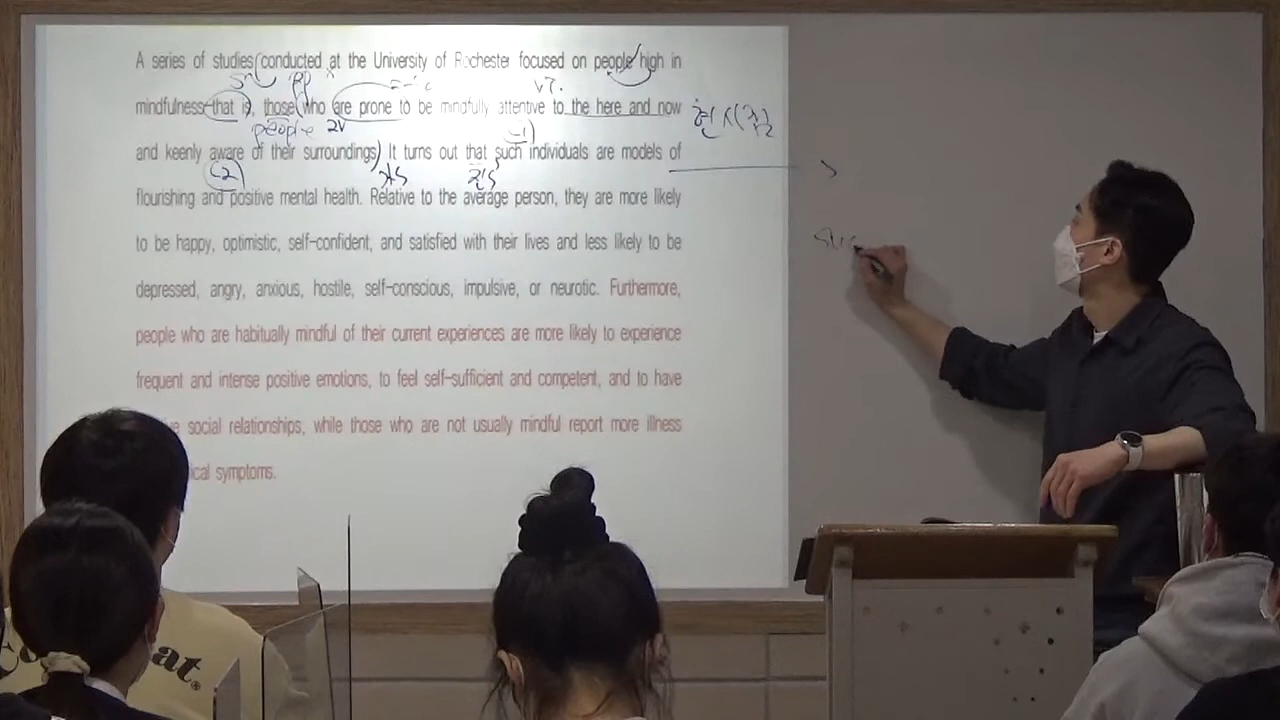 A series of studies conducted at the University of Rochester focused on people high in
mindfulness-that is, those who are prone to be mindfully attentive to the here and now
and keenly aware of their surroundings. It turns out that such individuals are models of
flourishing and positive mental health. Relative to the average person, they are more likely
to be happy, optimistic, self-confident, and satisfied with their lives and less likely to be
depressed, angry, anxious, hostile, self-conscious, impulsive, or neurotic. Furthermore,
people who are habitually mindful of their current experiences are more likely to experience
frequent and intense positive emotions, to feel self-sufficient and competent, and to have
social relationships, while those who are not usually mindful report more illness
symptoms.
pp
people 2V